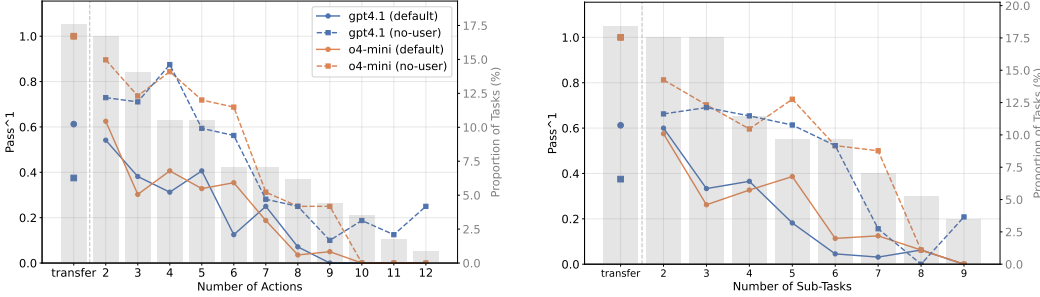 gpt4.1 (default)
gpt4.1 (no-user)
o4-mini (default)
o4-mini (no-user)
1.0
0.8
0.6
0.4
0.2
0.0
Pass^1
17.5
15.0
12.5
10.0
7.5
5.0
2.5
0.0
Proportion of Tasks (%)
transfer 2 3 4 5 6 7 8 9 10 11 12
Number of Actions
1.0
0.8
0.6
0.4
0.2
0.0
Pass^1
20.0
17.5
15.0
12.5
10.0
7.5
5.0
2.5
0.0
Proportion of Tasks (%)
transfer 2 3 4 5 6 7 8 9
Number of Sub-Tasks